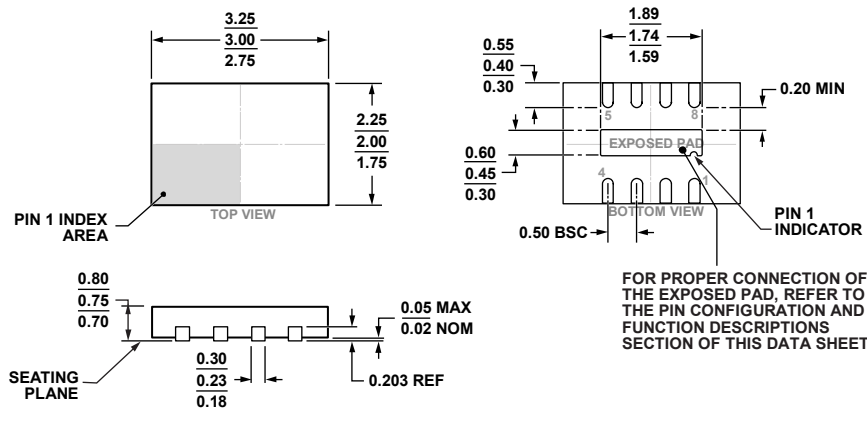 3.25
3.00
2.75
2.25
2.00
1.75
PIN 1 INDEX
AREA
TOP VIEW
1.89
1.74
1.59
0.55
0.40
0.30
0.20 MIN
5
8
EXPOSED PAD
0.60
0.45
0.30
4
1
BOTTOM VIEW
0.50 BSC
PIN 1
INDICATOR
FOR PROPER CONNECTION OF
THE EXPOSED PAD, REFER TO
THE PIN CONFIGURATION AND
FUNCTION DESCRIPTIONS
SECTION OF THIS DATA SHEET
0.80
0.75
0.70
0.05 MAX
0.02 NOM
SEATING
PLANE
0.30
0.23
0.18
0.203 REF